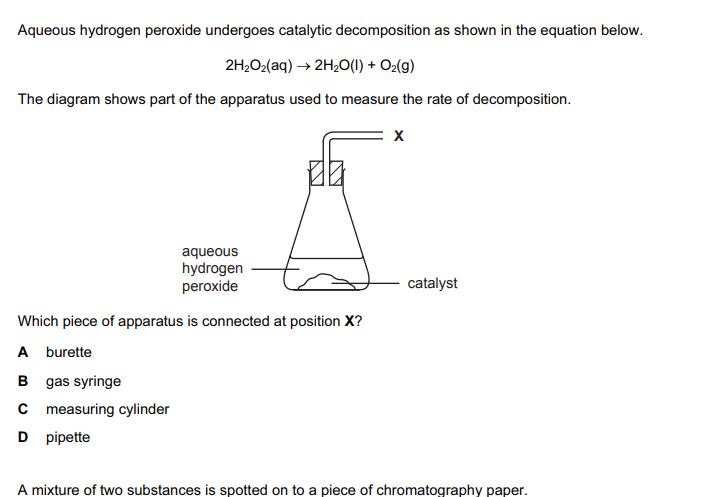 Aqueous hydrogen peroxide undergoes catalytic decomposition as shown in the equation below.
2H₂O₂(aq) → 2H₂O(l) + O₂(g)
The diagram shows part of the apparatus used to measure the rate of decomposition.
X
aqueous
hydrogen
peroxide
catalyst
Which piece of apparatus is connected at position X?
A burette
B gas syringe
C measuring cylinder
D pipette
A mixture of two substances is spotted on to a piece of chromatography paper.